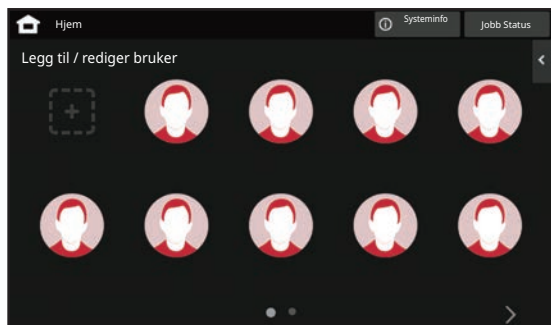 Hjem
Systeminfo
Jobb Status
Legg til / rediger bruker